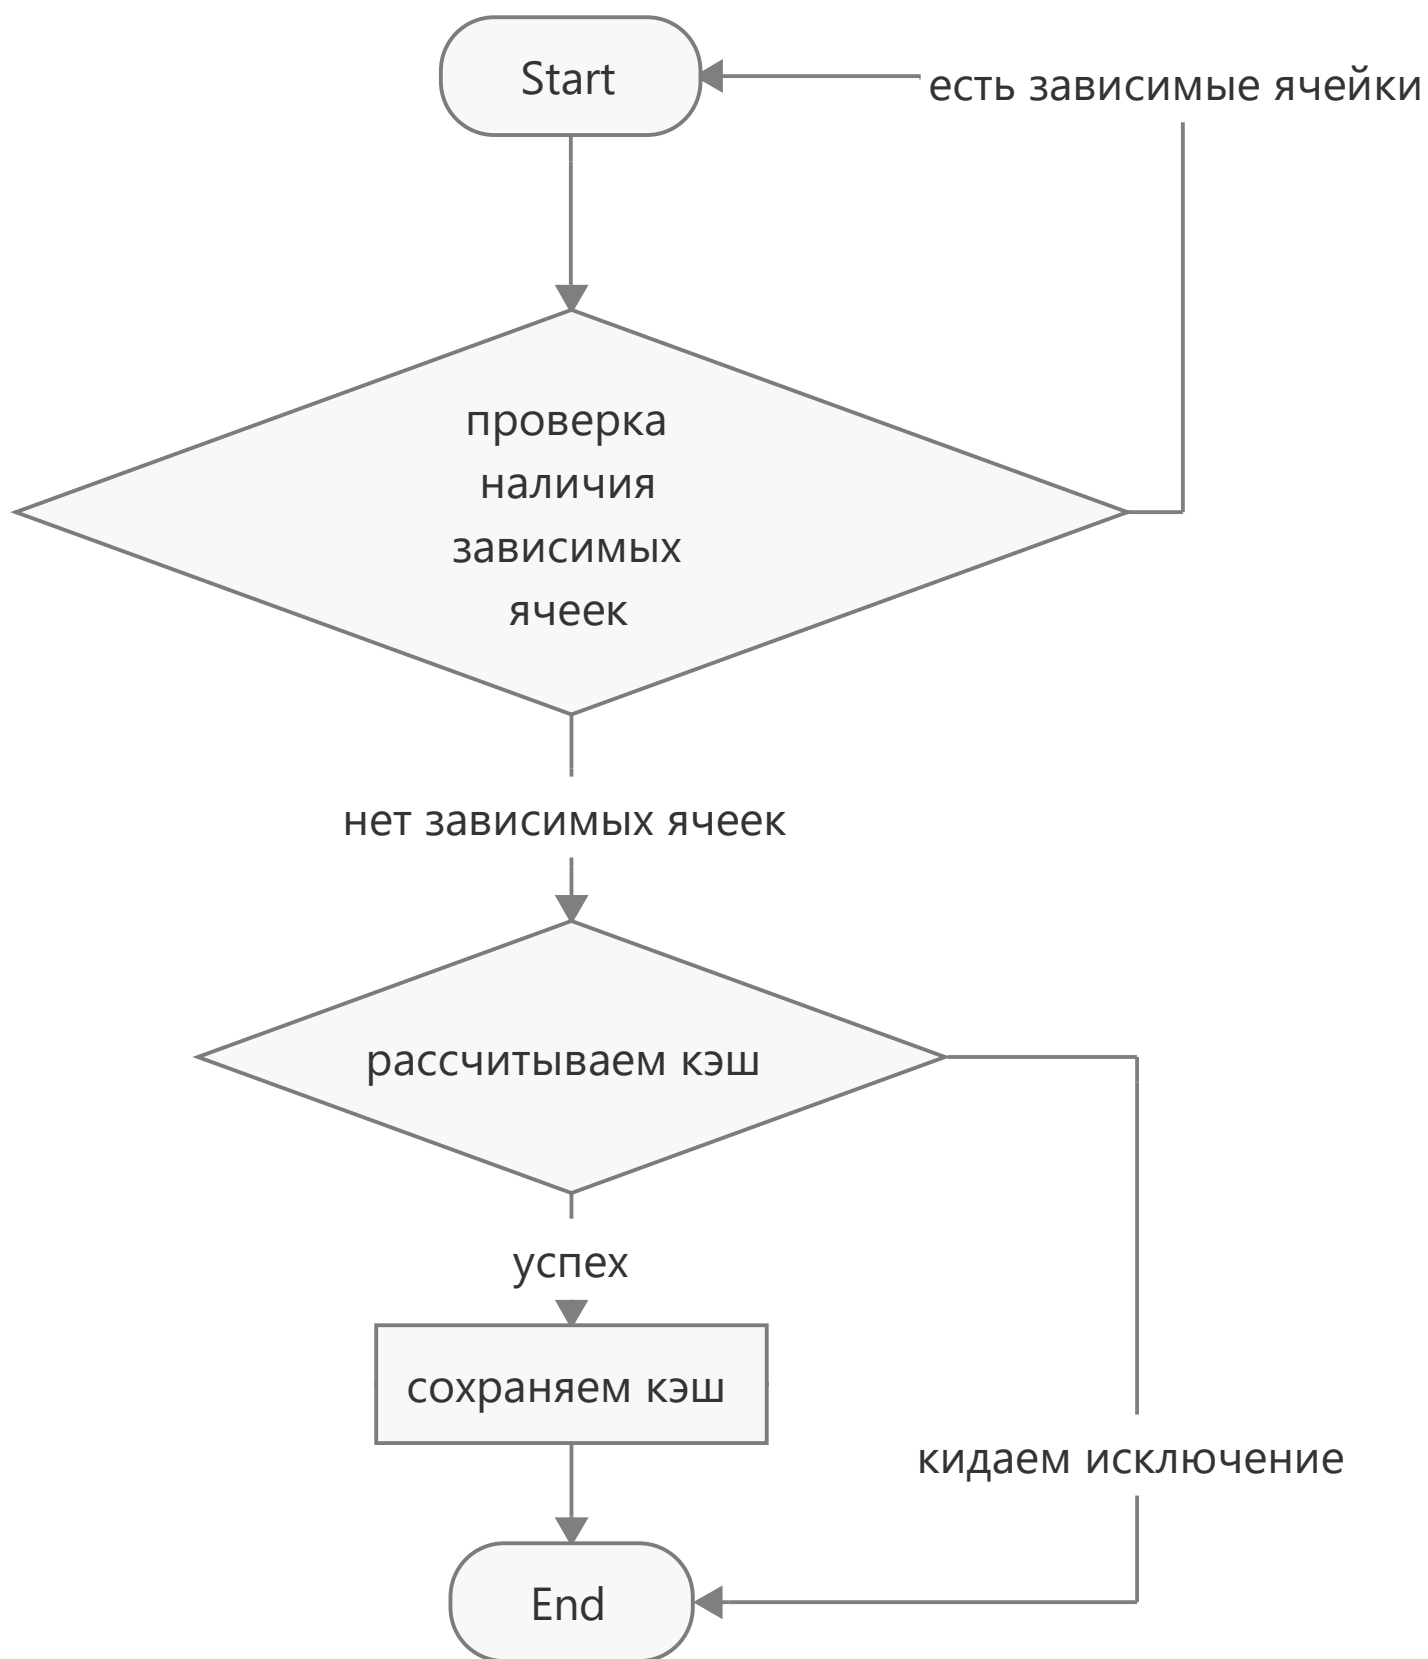 Start
есть зависимые ячейки
проверка
наличия
зависимых
ячеек
нет зависимых ячеек
рассчитываем кэш
успех
сохраняем кэш
кидаем исключение
End